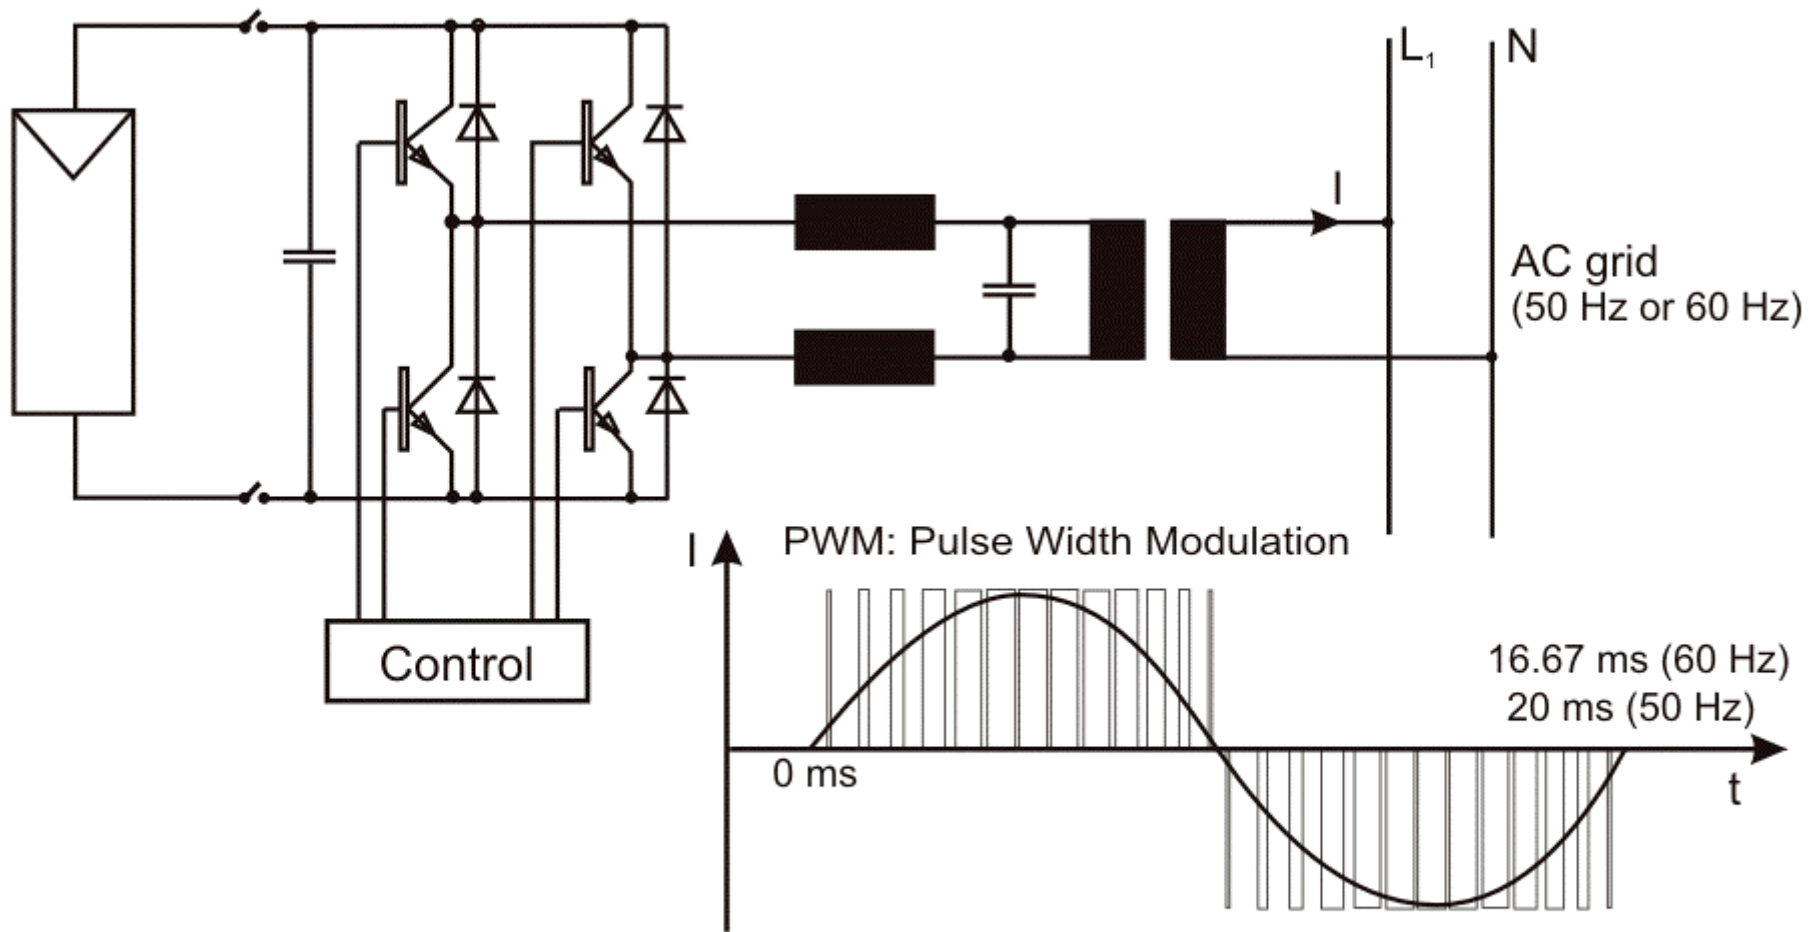 L₁
N
I
AC grid
(50 Hz or 60 Hz)
I
PWM: Pulse Width Modulation
Control
16.67 ms (60 Hz)
20 ms (50 Hz)
0 ms
t